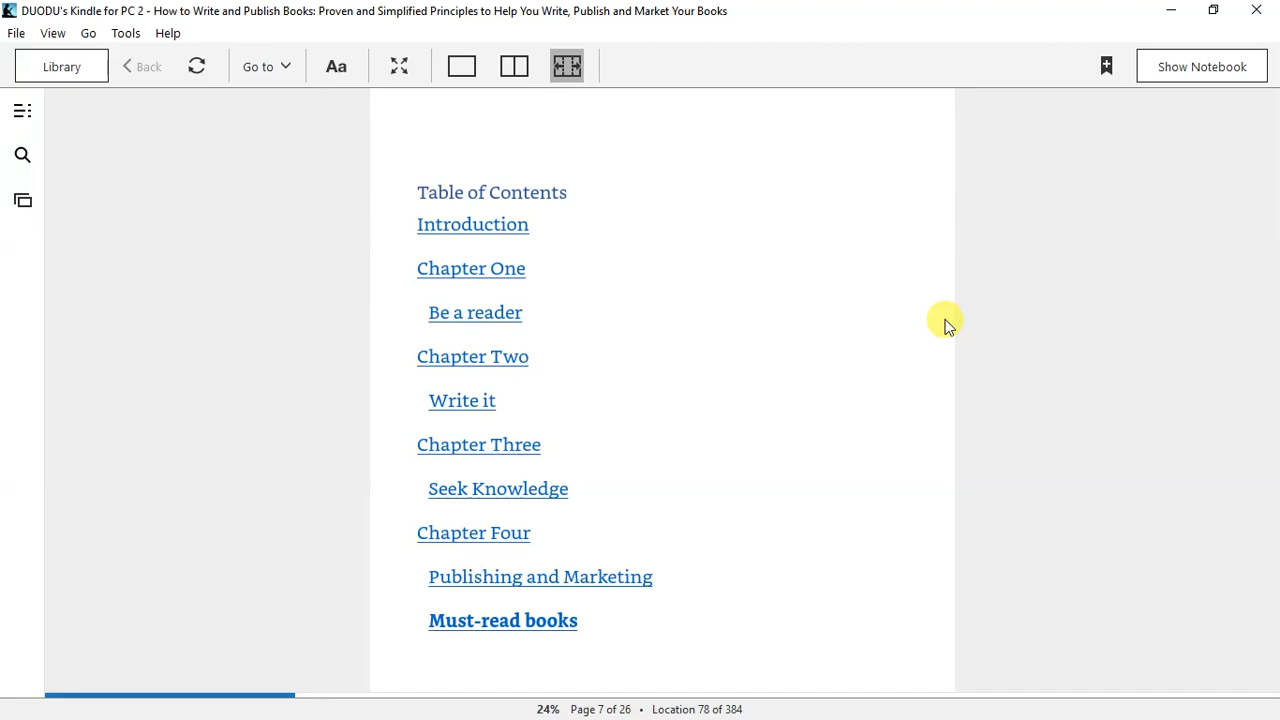 DUODU's Kindle for PC 2 - How to Write and Publish Books: Proven and Simplified Principles to Help You Write, Publish and Market Your Books
File View Go Tools Help
Library Back Go to Aa Show Notebook
Table of Contents
Introduction
Chapter One
Be a reader
Chapter Two
Write it
Chapter Three
Seek Knowledge
Chapter Four
Publishing and Marketing
Must-read books
24% Page 7 of 26 • Location 78 of 384